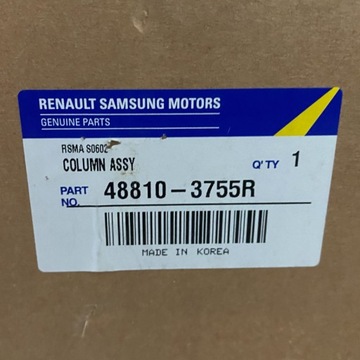 RENAULT SAMSUNG MOTORS
GENUINE PARTS
RSMA S0602
COLUMN ASSY Q'TY 1
PART NO. 48810-3755R
MADE IN KOREA